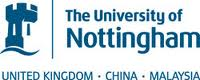 The University of
Nottingham
UNITED KINGDOM · CHINA · MALAYSIA